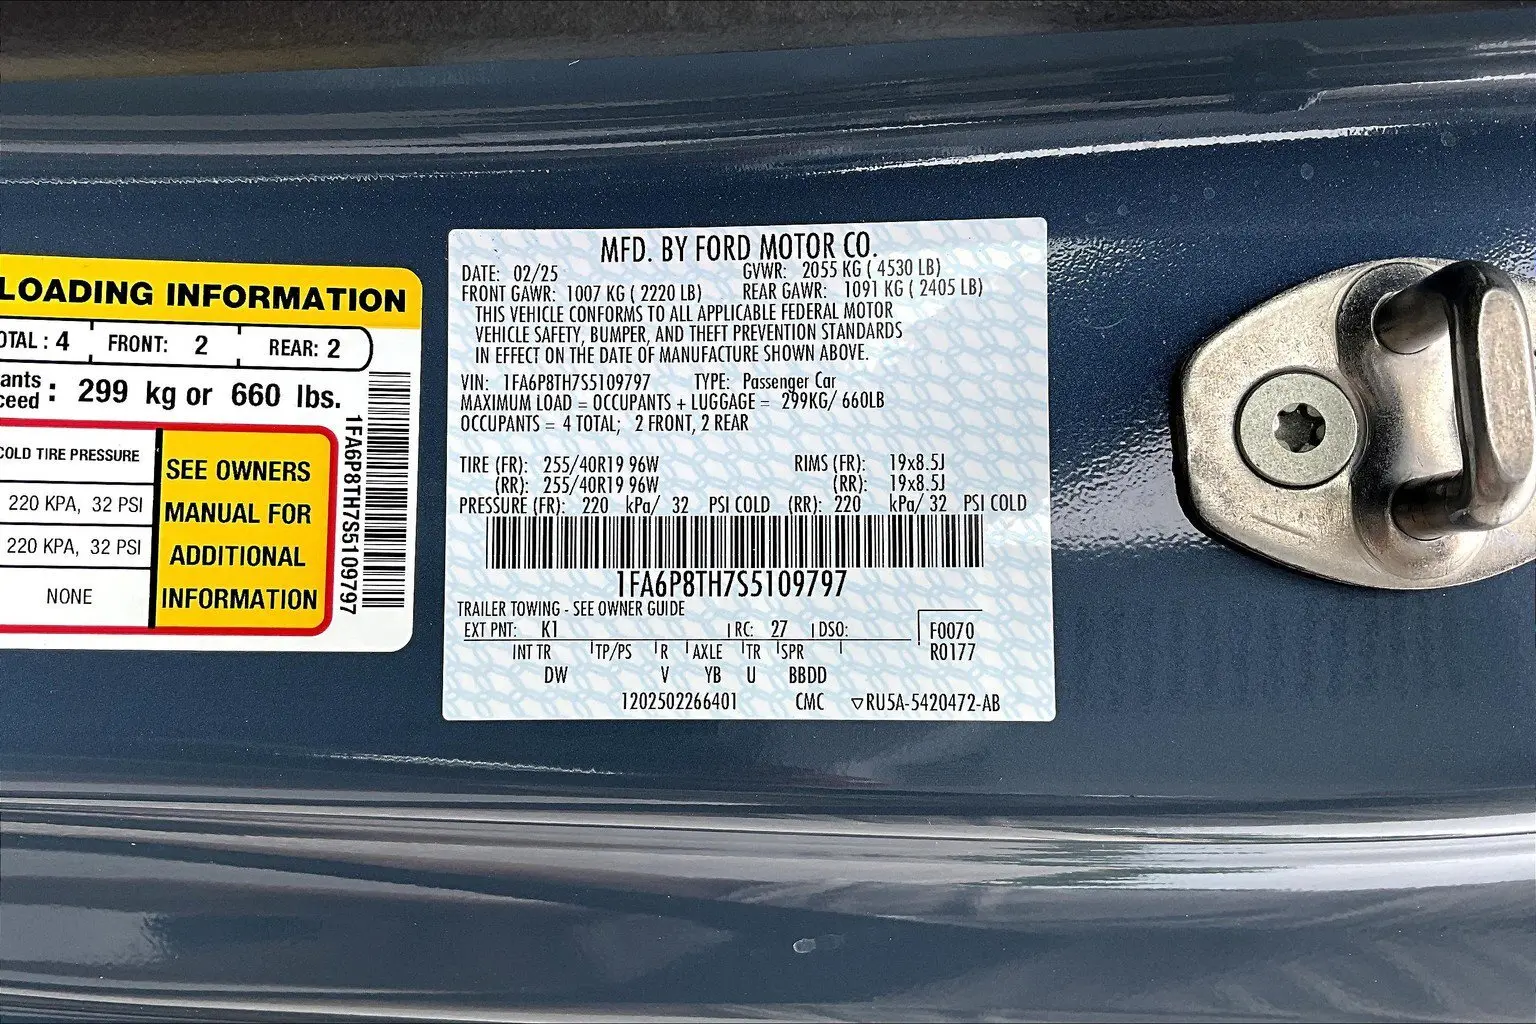 LOADING INFORMATION
OTAL : 4 FRONT: 2 REAR: 2
ants
ceed : 299 kg or 660 lbs.
COLD TIRE PRESSURE
220 KPA, 32 PSI
220 KPA, 32 PSI
NONE
SEE OWNERS
MANUAL FOR
ADDITIONAL
INFORMATION
1FA6P8TH7S5109797
MFD. BY FORD MOTOR CO.
DATE: 02/25 GVWR: 2055 KG ( 4530 LB)
FRONT GAWR: 1007 KG ( 2220 LB) REAR GAWR: 1091 KG ( 2405 LB)
THIS VEHICLE CONFORMS TO ALL APPLICABLE FEDERAL MOTOR
VEHICLE SAFETY, BUMPER, AND THEFT PREVENTION STANDARDS
IN EFFECT ON THE DATE OF MANUFACTURE SHOWN ABOVE.
VIN: 1FA6P8TH7S5109797 TYPE: Passenger Car
MAXIMUM LOAD = OCCUPANTS + LUGGAGE = 299KG/ 660LB
OCCUPANTS = 4 TOTAL; 2 FRONT, 2 REAR
TIRE (FR): 255/40R19 96W RIMS (FR): 19x8.5J
(RR): 255/40R19 96W (RR): 19x8.5J
PRESSURE (FR): 220 kPa/ 32 PSI COLD (RR): 220 kPa/ 32 PSI COLD
1FA6P8TH7S5109797
TRAILER TOWING - SEE OWNER GUIDE
EXT PNT: K1 RC: 27 DSO: F0070
INT TR TP/PS R AXLE TR SPR R0177
DW V YB U BBDD
1202502266401 CMC ▽RU5A-5420472-AB